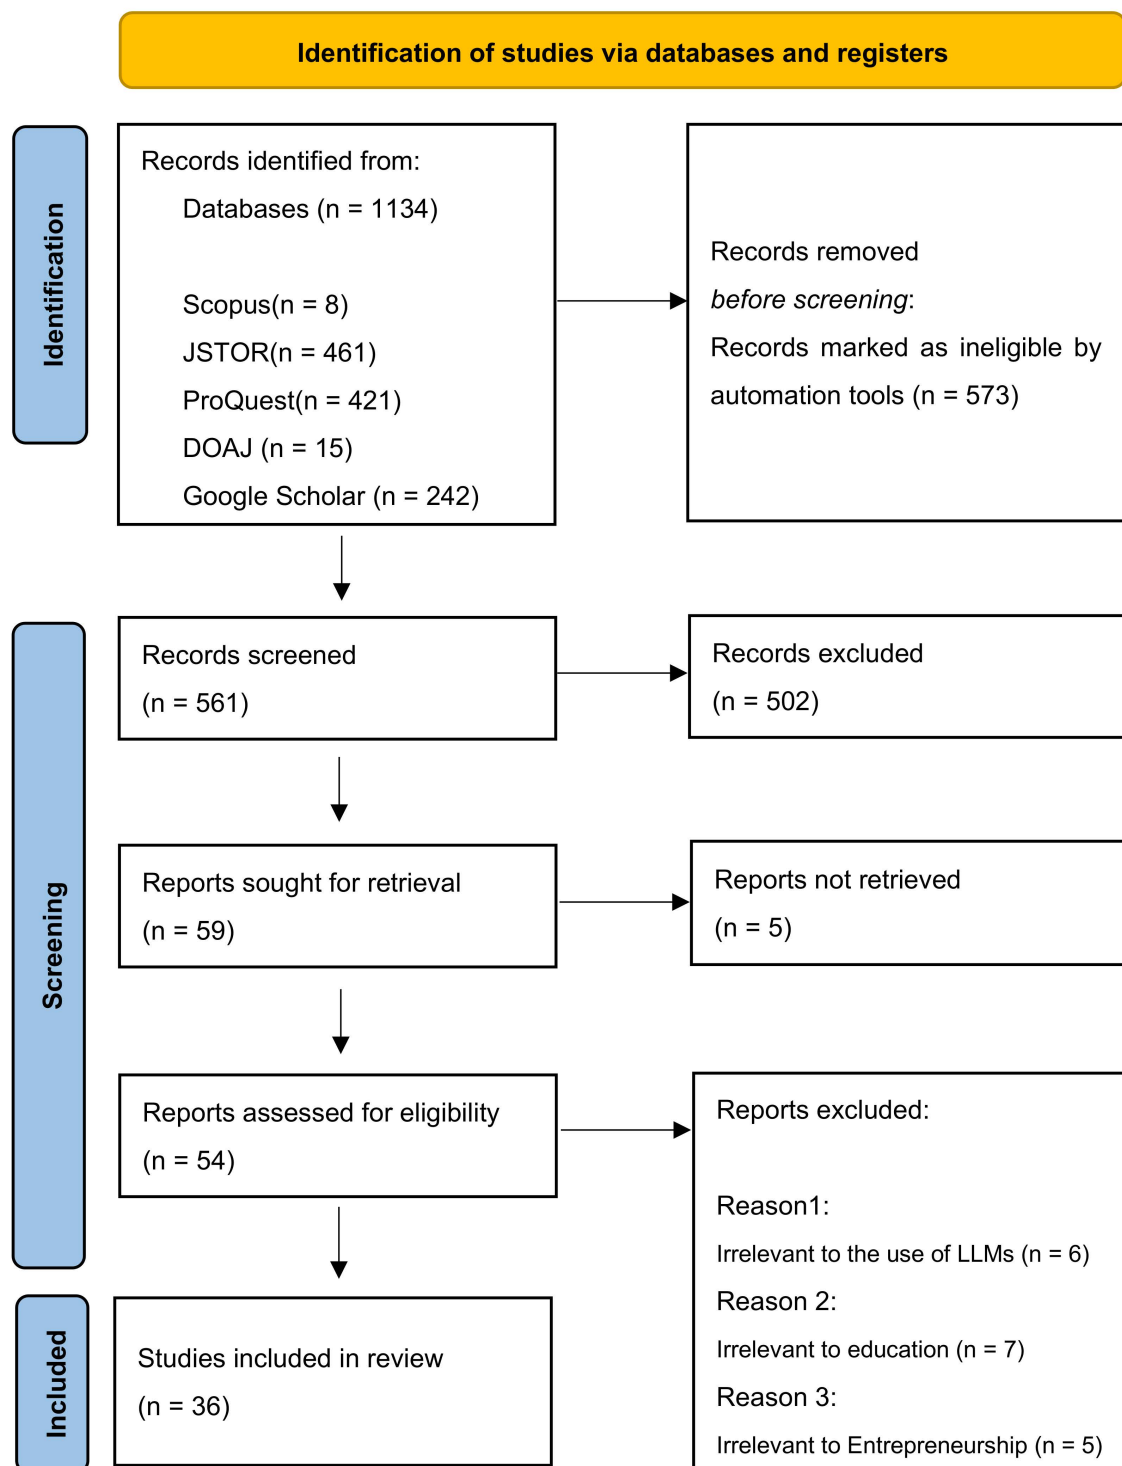 Identification of studies via databases and registers
Identification
Records identified from:
Databases (n = 1134)
Scopus(n = 8)
JSTOR(n = 461)
ProQuest(n = 421)
DOAJ (n = 15)
Google Scholar (n = 242)
Records removed
before screening:
Records marked as ineligible by
automation tools (n = 573)
Screening
Records screened
(n = 561)
Records excluded
(n = 502)
Reports sought for retrieval
(n = 59)
Reports not retrieved
(n = 5)
Reports assessed for eligibility
(n = 54)
Reports excluded:
Reason1:
Irrelevant to the use of LLMs (n = 6)
Reason 2:
Irrelevant to education (n = 7)
Reason 3:
Irrelevant to Entrepreneurship (n = 5)
Included
Studies included in review
(n = 36)